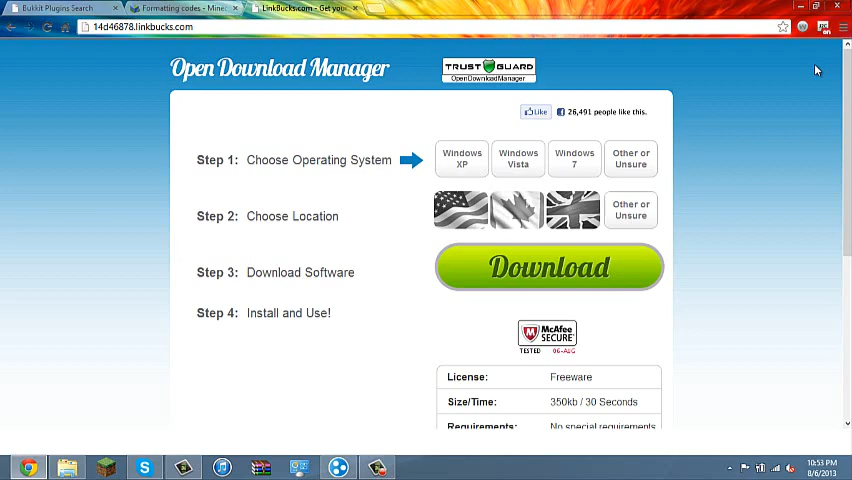 Bukkit Plugins Search
Formatting codes - Mine
LinkBucks.com - Get you
14d46878.linkbucks.com
Open Download Manager
TRUST GUARD
OpenDownloadManager
Like
26,491 people like this.
Step 1: Choose Operating System
Windows XP
Windows Vista
Windows 7
Other or Unsure
Step 2: Choose Location
Other or Unsure
Step 3: Download Software
Download
Step 4: Install and Use!
McAfee SECURE
TESTED 06-AUG
License: Freeware
Size/Time: 350kb / 30 Seconds
Requirements: No special requirements
10:53 PM
8/6/2013